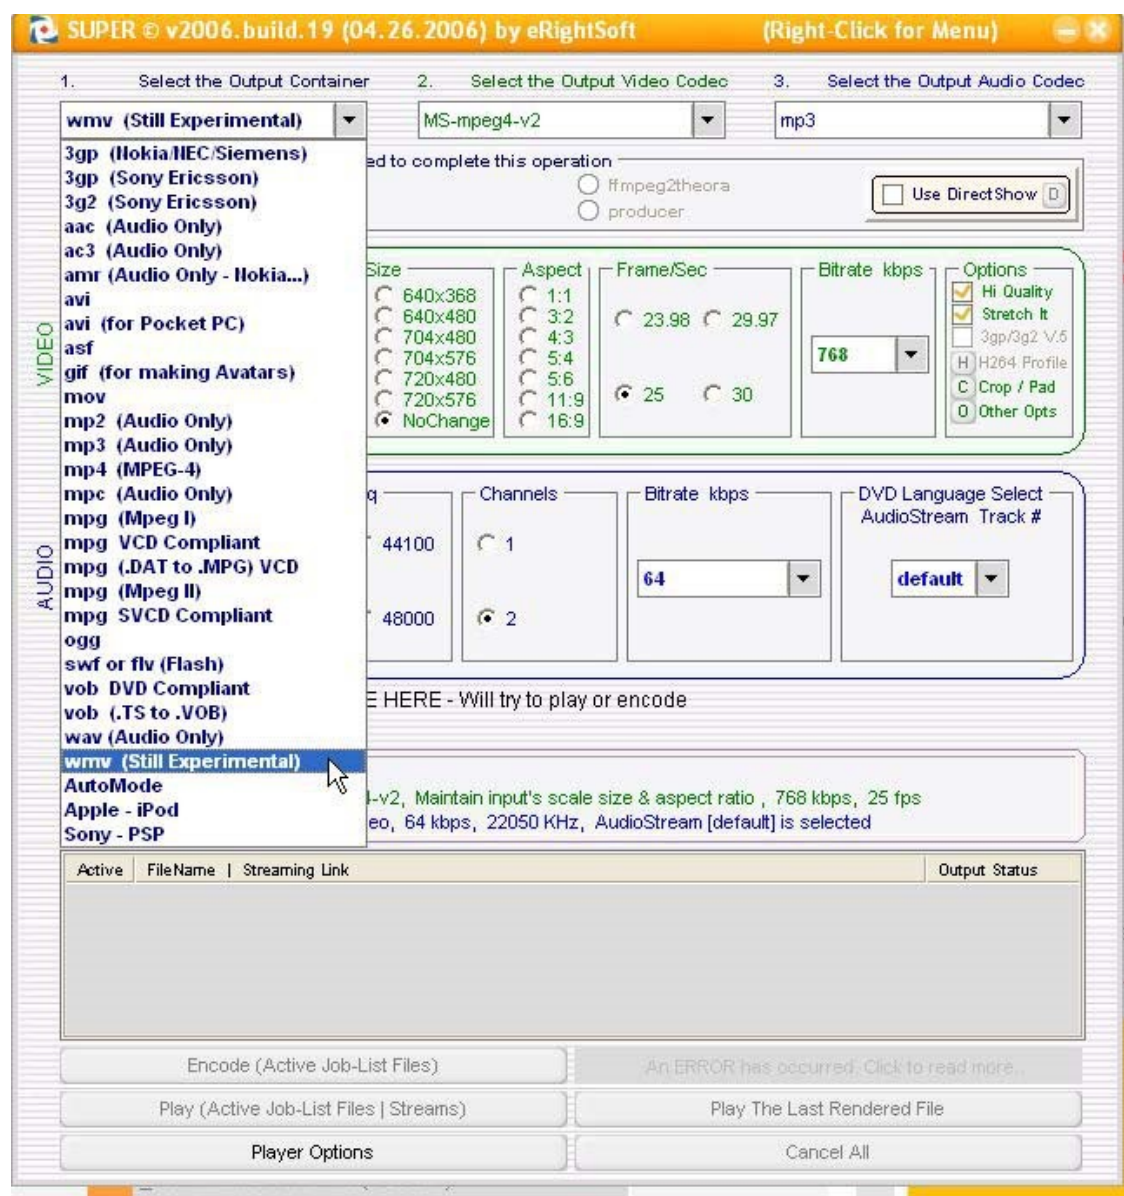 SUPER © v2006.build.19 (04.26.2006) by eRightSoft (Right-Click for Menu)
1. Select the Output Container 2. Select the Output Video Codec 3. Select the Output Audio Codec
wmv (Still Experimental) MS-mpeg4-v2 mp3
3gp (Nokia/NEC/Siemens)
3gp (Sony Ericsson)
3g2 (Sony Ericsson)
aac (Audio Only)
ac3 (Audio Only)
amr (Audio Only - Nokia...)
avi
avi (for Pocket PC)
asf
gif (for making Avatars)
mov
mp2 (Audio Only)
mp3 (Audio Only)
mp4 (MPEG-4)
mpc (Audio Only)
mpg (Mpeg I)
mpg VCD Compliant
mpg (.DAT to .MPG) VCD
mpg (Mpeg II)
mpg SVCD Compliant
ogg
swf or flv (Flash)
vob DVD Compliant
vob (.TS to .VOB)
wav (Audio Only)
wmv (Still Experimental)
AutoMode
Apple - iPod
Sony - PSP
ed to complete this operation
ffmpeg2theora
producer
Use DirectShow D
VIDEO
Size
640x368
640x480
704x480
704x576
720x480
720x576
NoChange
Aspect
1:1
3:2
4:3
5:4
5:6
11:9
16:9
Frame/Sec
23.98 29.97
25 30
Bitrate kbps
768
Options
Hi Quality
Stretch It
3gp/3g2 V.5
H H264 Profile
C Crop / Pad
O Other Opts
AUDIO
q
44100
48000
Channels
1
2
Bitrate kbps
64
DVD Language Select
AudioStream Track #
default
E HERE - Will try to play or encode
-v2, Maintain input's scale size & aspect ratio , 768 kbps, 25 fps
eo, 64 kbps, 22050 KHz, AudioStream [default] is selected
Active FileName | Streaming Link Output Status
Encode (Active Job-List Files) An ERROR has occurred, Click to read more...
Play (Active Job-List Files | Streams) Play The Last Rendered File
Player Options Cancel All